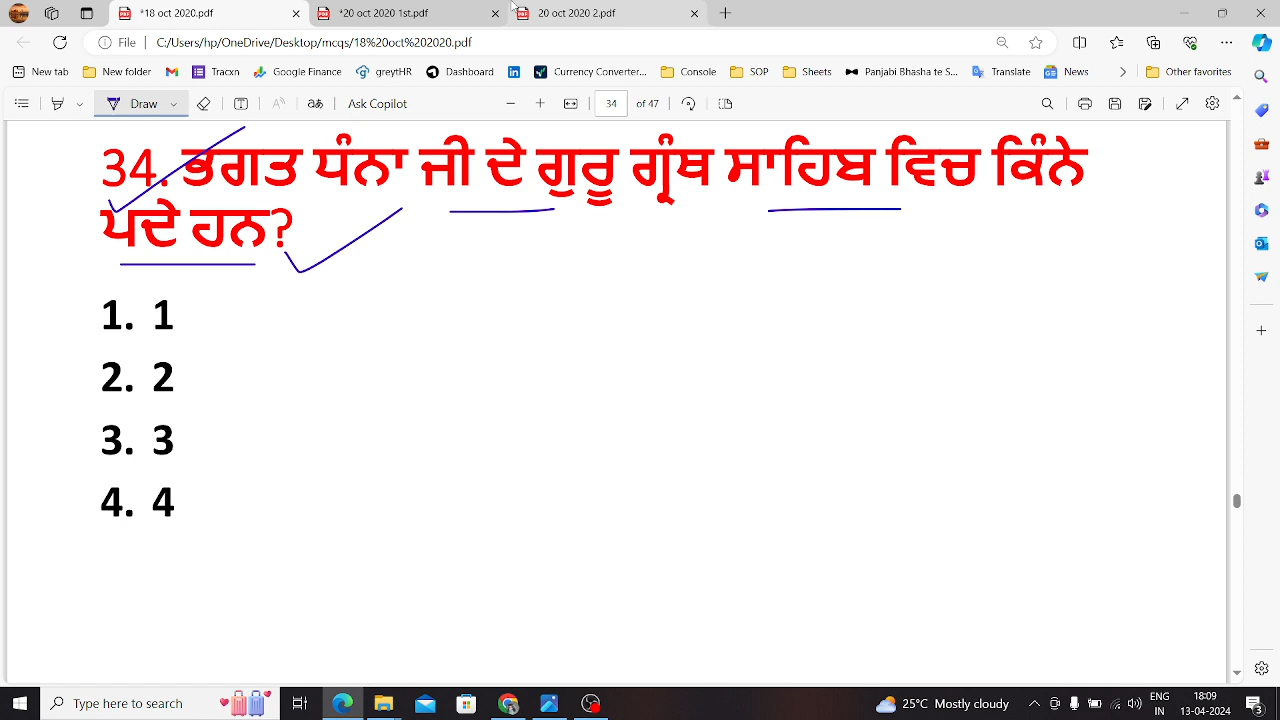 *18 oct 2020.pdf
*20 oct 2020 1st.pdf
20 oct 2020 2.pdf
File C:/Users/hp/OneDrive/Desktop/mcqs/18%20oct%202020.pdf
New tab New folder M Tracxn Google Finance greytHR Dashboard Currency Converter... Console SOP Sheets Panjabi Bhasha te S... Translate News Other favorites
Draw Ask Copilot 34 of 47
34. ਭਗਤ ਧੰਨਾ ਜੀ ਦੇ ਗੁਰੂ ਗ੍ਰੰਥ ਸਾਹਿਬ ਵਿਚ ਕਿੰਨੇ
ਪਦੇ ਹਨ?
1. 1
2. 2
3. 3
4. 4
Type here to search 25°C Mostly cloudy ENG IN 18:09 13-04-2024 3